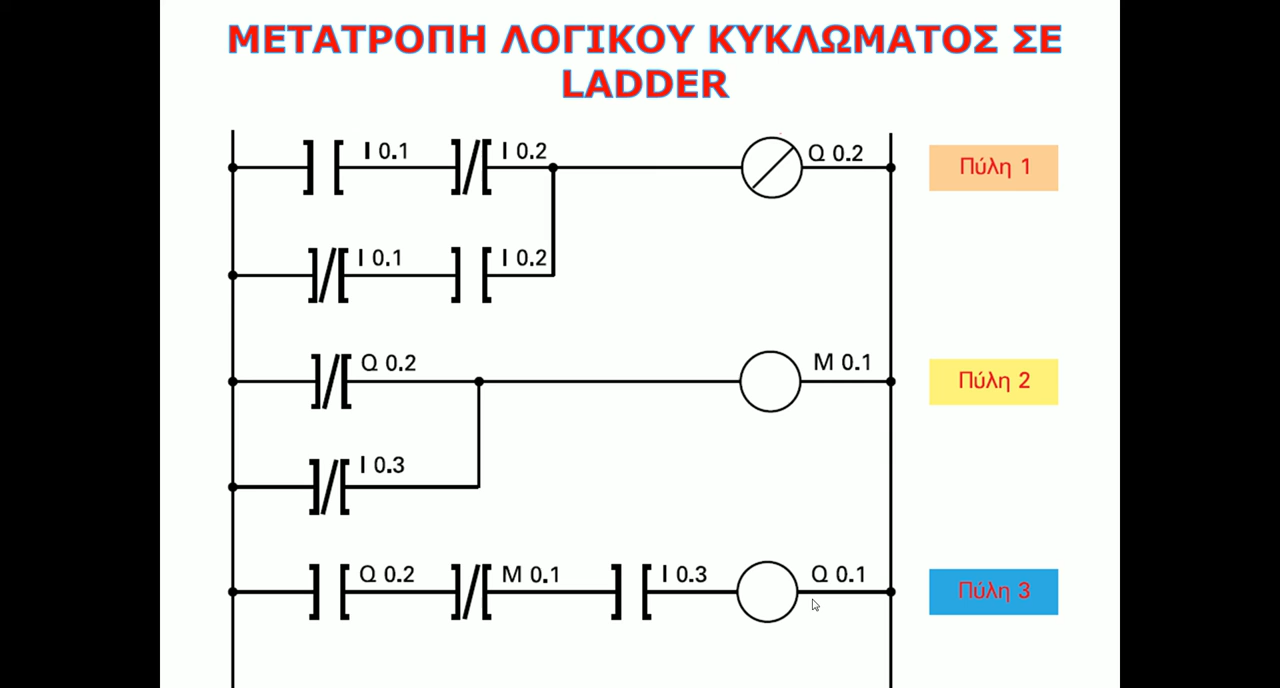 ΜΕΤΑΤΡΟΠΗ ΛΟΓΙΚΟΥ ΚΥΚΛΩΜΑΤΟΣ ΣΕ
LADDER
I 0.1 I 0.2 Q 0.2 Πύλη 1
I 0.1 I 0.2
Q 0.2 M 0.1 Πύλη 2
I 0.3
Q 0.2 M 0.1 I 0.3 Q 0.1 Πύλη 3